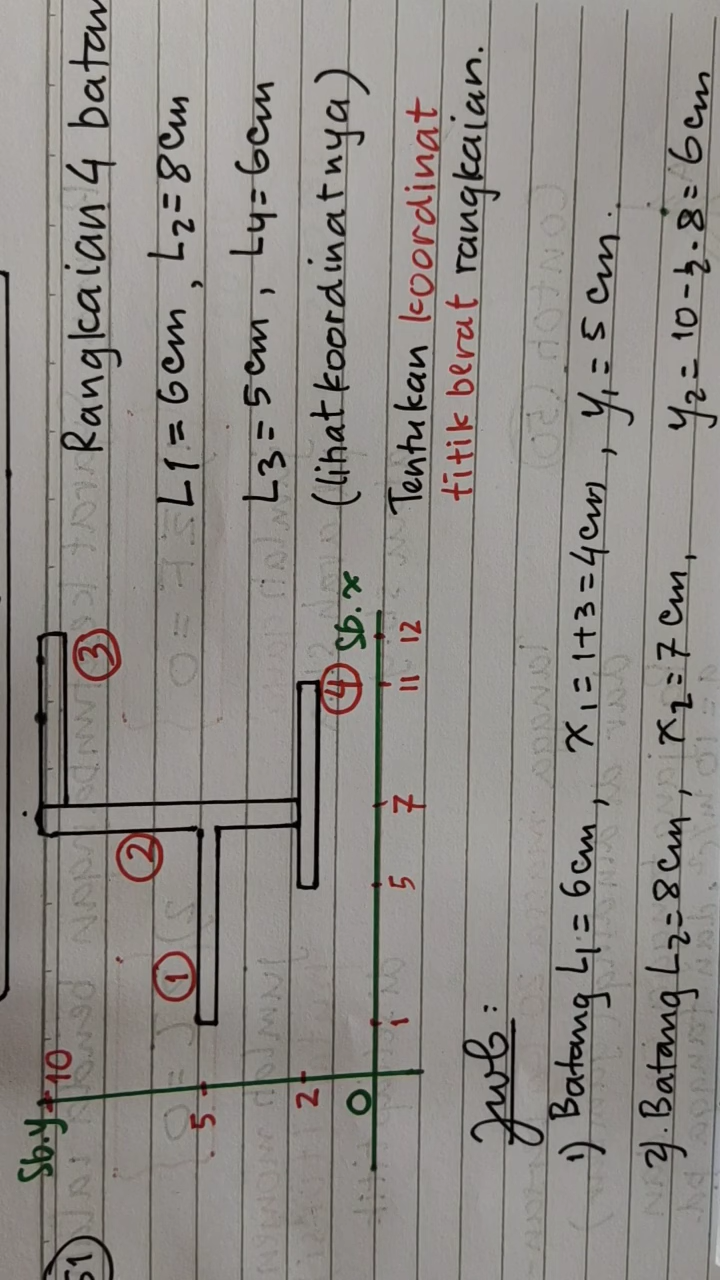 51
Sb.y
10
5
2
0
1
5
7
11
12
Sb.x
①
②
③
④
Rangkaian 4 batan
L1 = 6cm, L2 = 8cm
L3 = 5cm, L4 = 6cm
(lihat koordinatnya)
Tentukan koordinat
titik berat rangkaian.
Jwb:
1) Batang L₁ = 6cm, x₁ = 1+3 = 4cm, y₁ = 5 cm.
2). Batang L₂ = 8cm, x₂ = 7cm, y₂ = 10 - ½ · 8 = 6cm